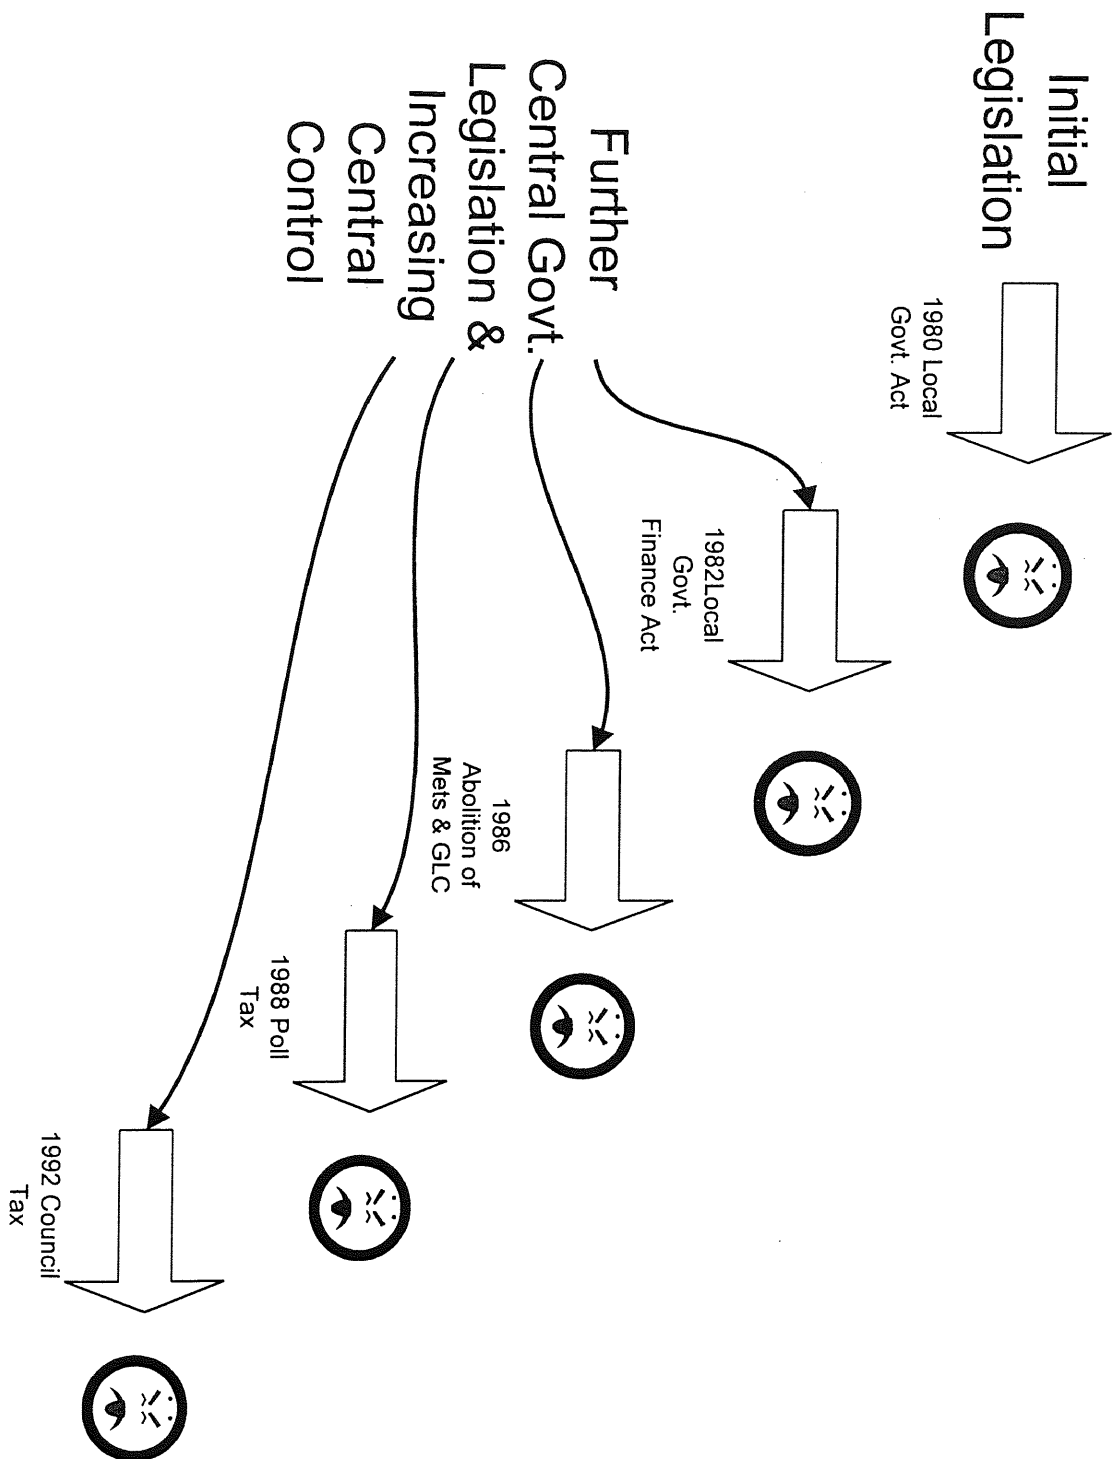 Initial
Legislation
1980 Local
Govt. Act
Further
Central Govt.
Legislation &
Increasing
Central
Control
1982Local
Govt.
Finance Act
1986
Abolition of
Mets & GLC
1988 Poll
Tax
1992 Council
Tax